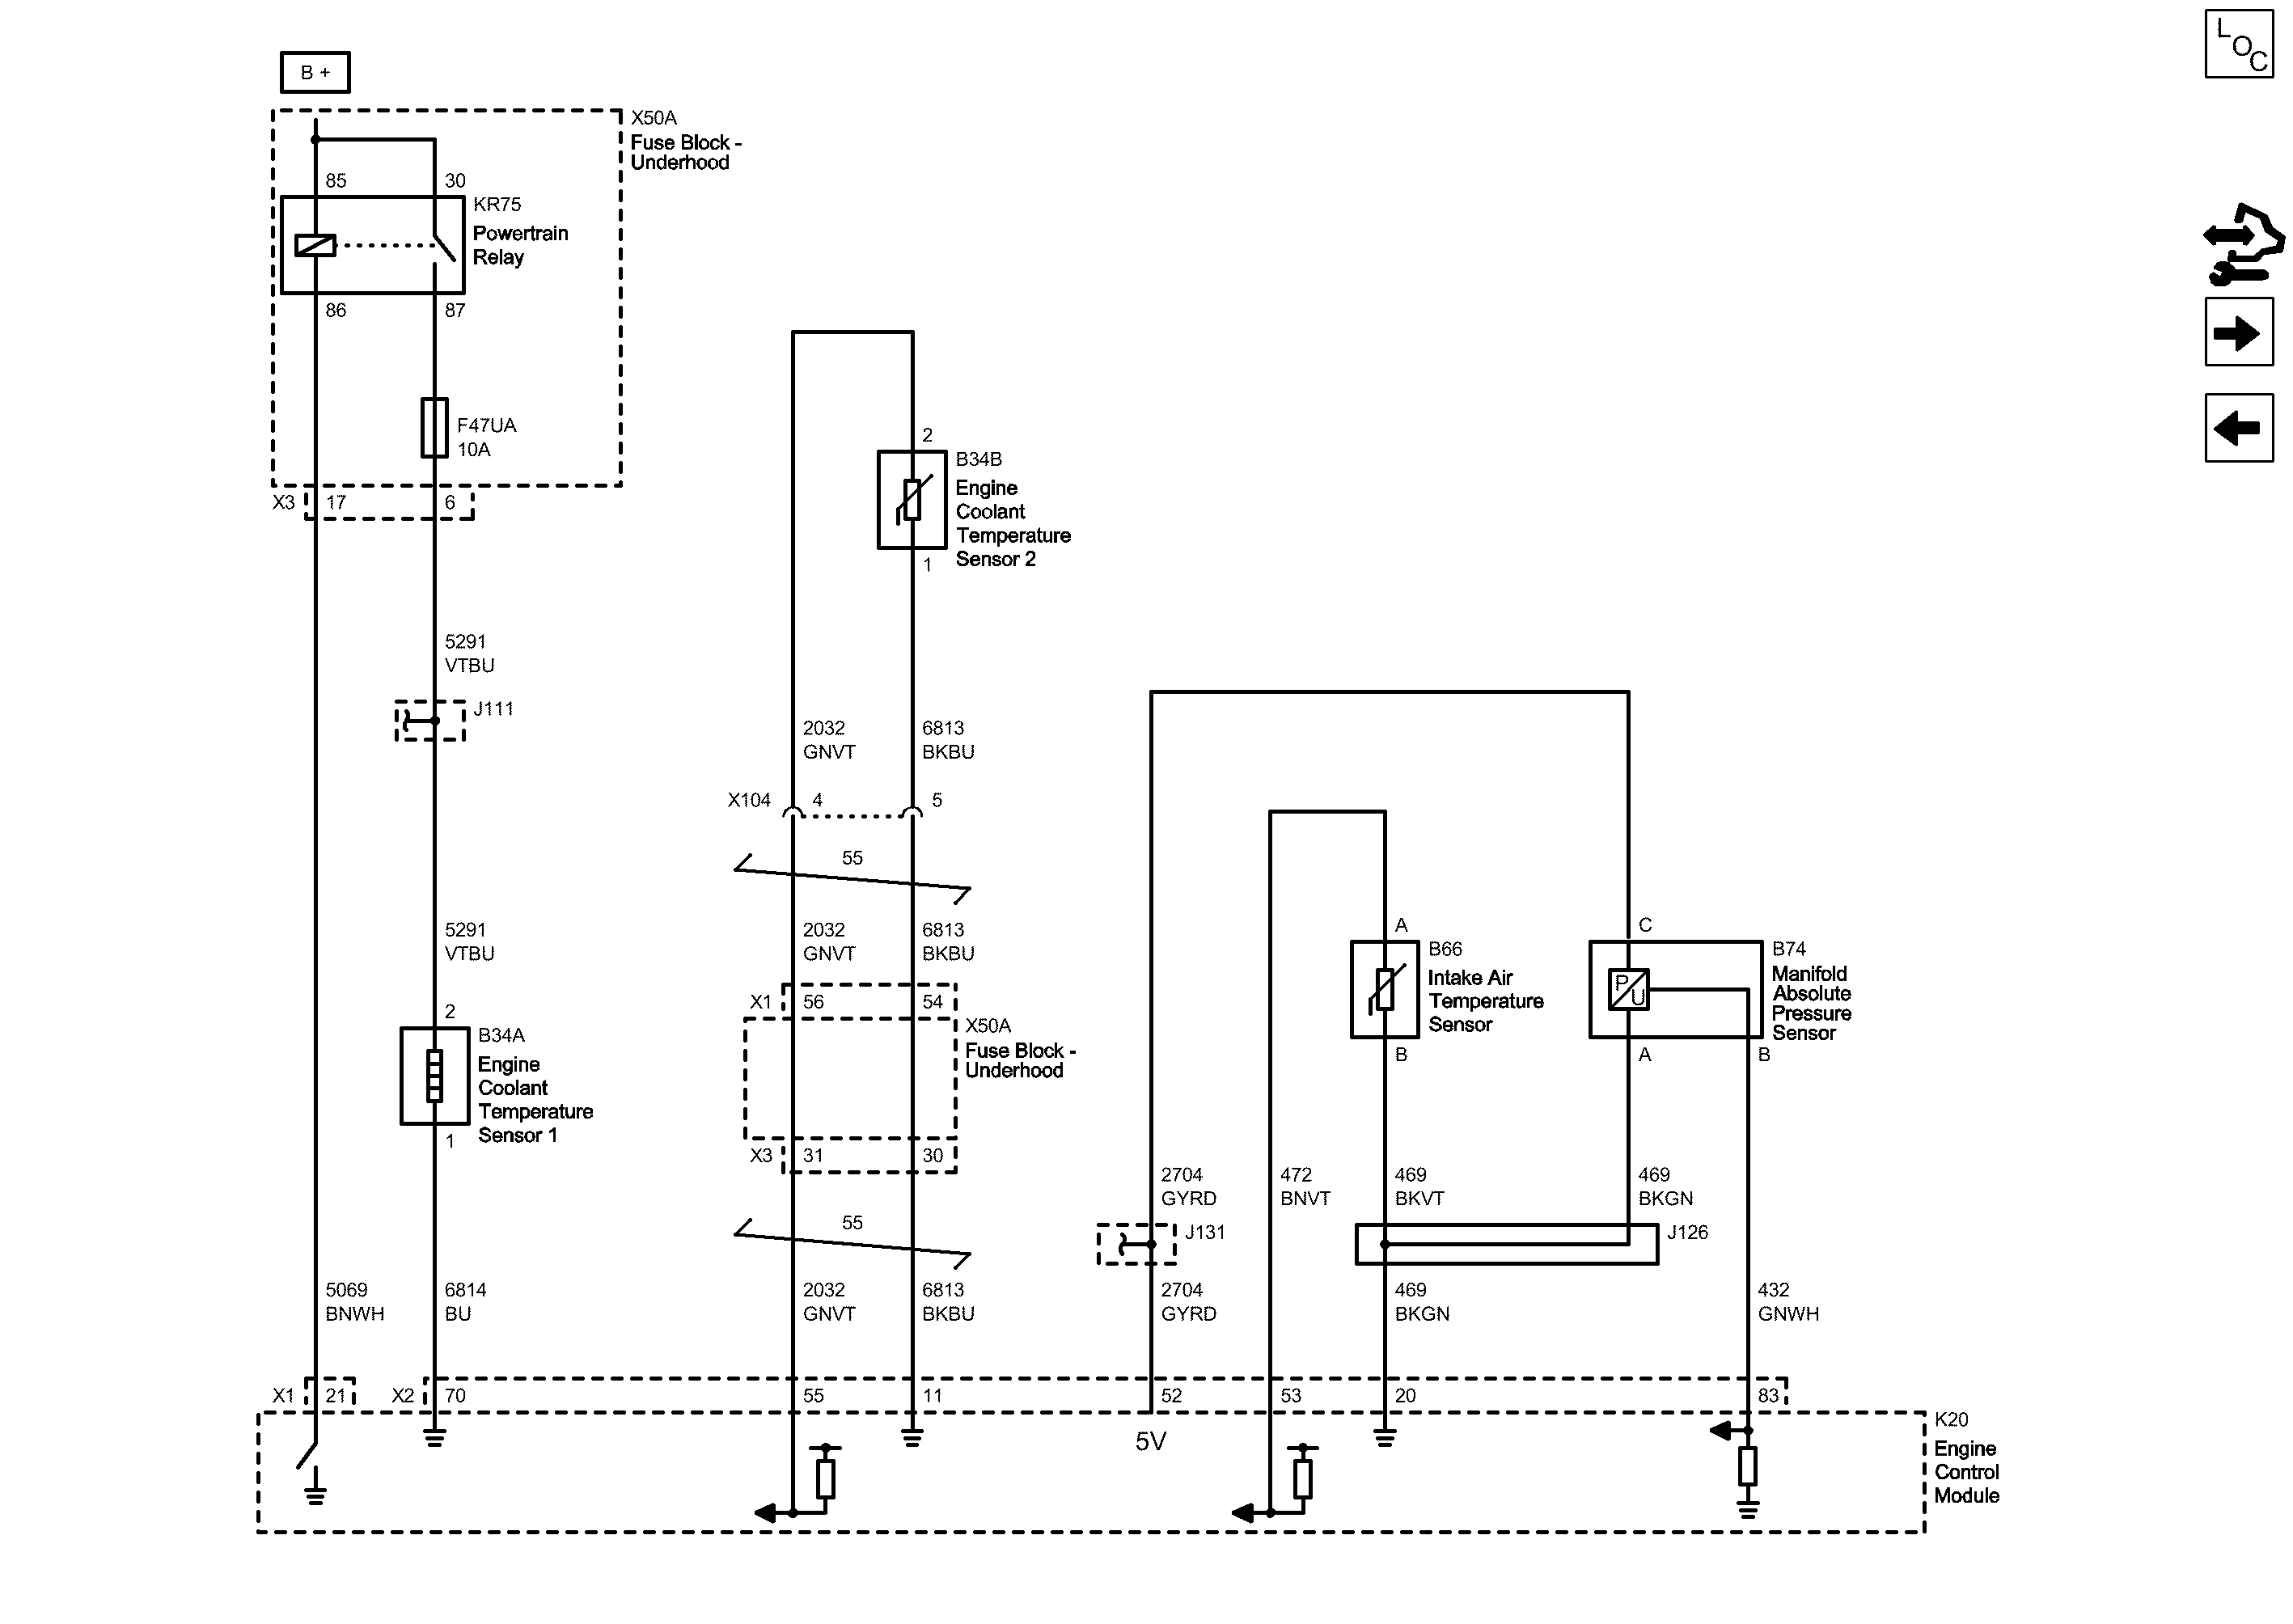 L
O
C
B +
X50A
Fuse Block -
Underhood
85 30
KR75
Powertrain
Relay
86 87
F47UA
10A
X3 17 6
2
B34B
Engine
Coolant
Temperature
Sensor 2
1
5291
VTBU
J111
2032 6813
GNVT BKBU
X104 4 5
55
5291 2032 6813
VTBU GNVT BKBU
A C
B66
Intake Air
Temperature
Sensor
B
B74
Manifold
Absolute
Pressure
Sensor
P
U
A B
2
B34A
Engine
Coolant
Temperature
Sensor 1
1
X1 56 54
X50A
Fuse Block -
Underhood
X3 31 30
2704 472 469 469
GYRD BNVT BKVT BKGN
55
J131 J126
5069 6814 2032 6813 2704 469 432
BNWH BU GNVT BKBU GYRD BKGN GNWH
X1 21 X2 70 55 11 52 53 20 83
5V
K20
Engine
Control
Module